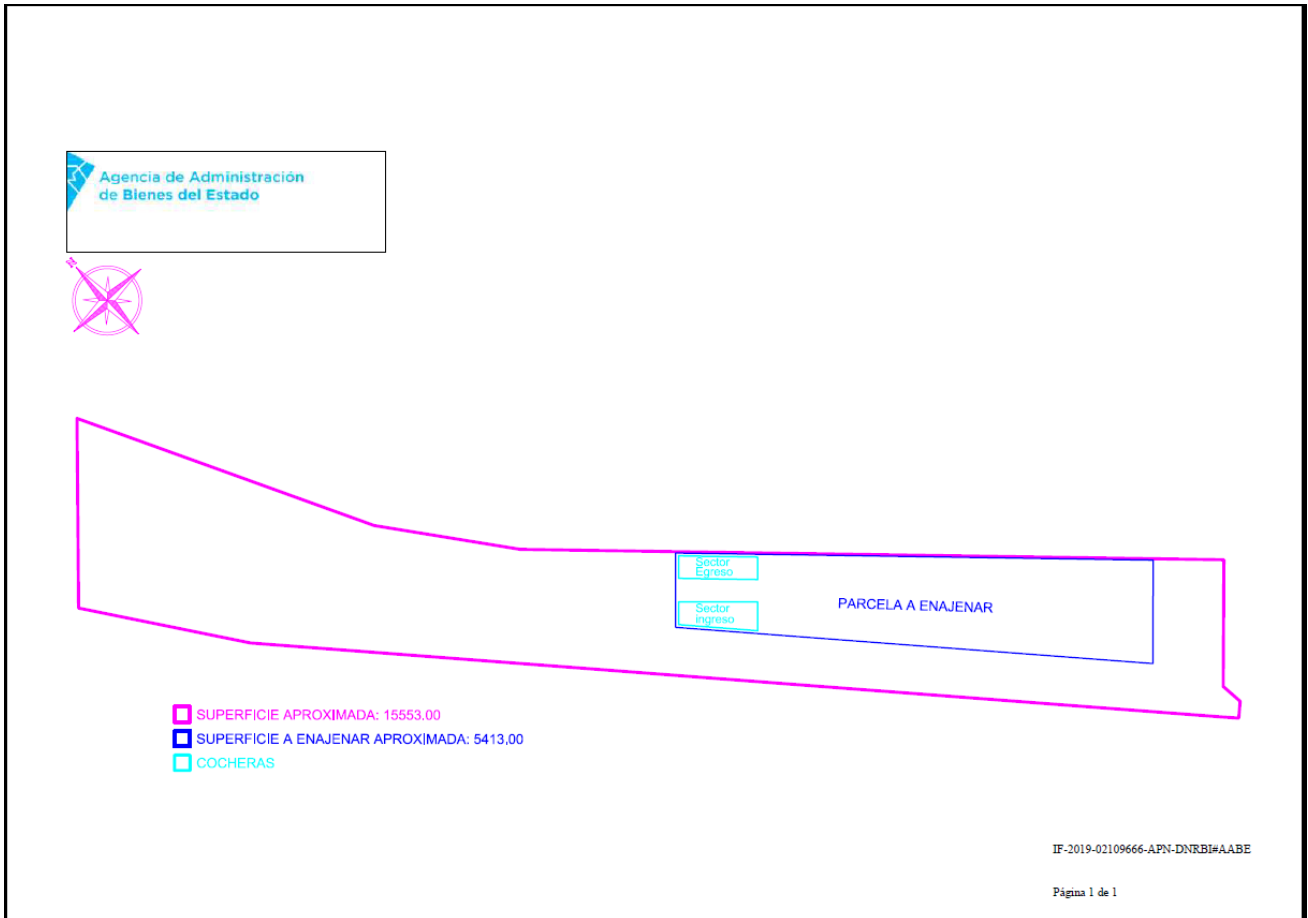 Agencia de Administración
de Bienes del Estado
N
Sector
Egreso
Sector
ingreso
PARCELA A ENAJENAR
SUPERFICIE APROXIMADA: 15553.00
SUPERFICIE A ENAJENAR APROXIMADA: 5413,00
COCHERAS
IF-2019-02109666-APN-DNRBI#AABE
Página 1 de 1